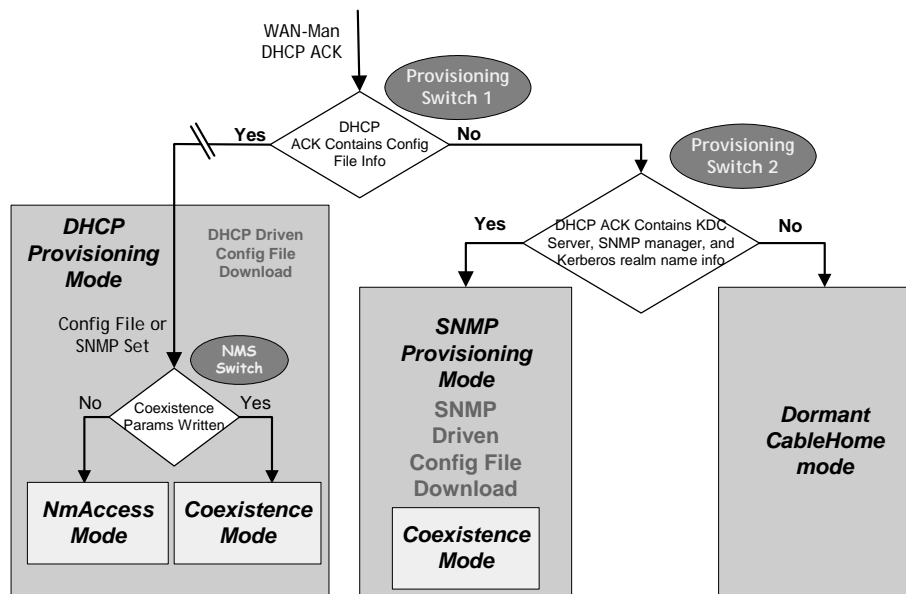 WAN-Man
DHCP ACK
Provisioning
Switch 1
Yes
DHCP
ACK Contains Config
File Info
No
Provisioning
Switch 2
DHCP
Provisioning
Mode
DHCP Driven
Config File
Download
Yes
DHCP ACK Contains KDC
Server, SNMP manager, and
Kerberos realm name info
No
Config File or
SNMP Set
NMS
Switch
No
Coexistence
Params Written
Yes
NmAccess
Mode
Coexistence
Mode
SNMP
Provisioning
Mode
SNMP
Driven
Config File
Download
Coexistence
Mode
Dormant
CableHome
mode